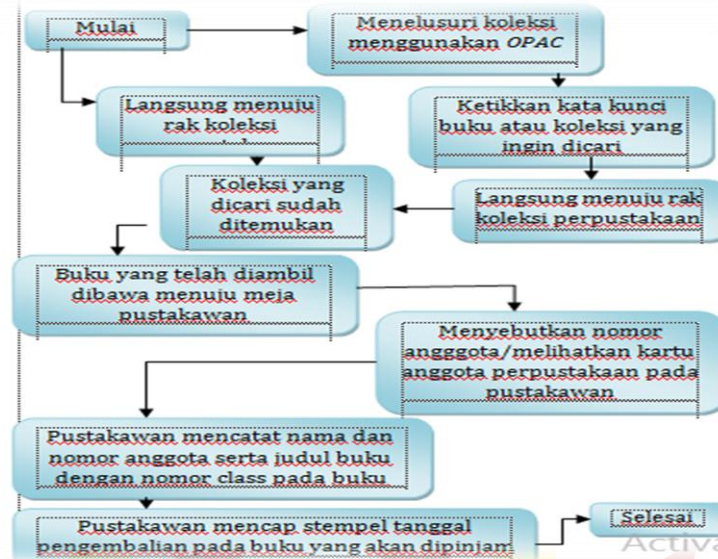 Mulai
Menelusuri koleksi
menggunakan OPAC
Langsung menuju
rak koleksi
Ketikkan kata kunci
buku atau koleksi yang
ingin dicari
Koleksi yang
dicari sudah
ditemukan
Langsung menuju rak
koleksi perpustakaan
Buku yang telah diambil
dibawa menuju meja
pustakawan
Menyebutkan nomor
angggota/melihatkan kartu
anggota perpustakaan pada
pustakawan
Pustakawan mencatat nama dan
nomor anggota serta judul buku
dengan nomor class pada buku
Pustakawan mencap stempel tanggal
pengembalian pada buku yang akan dipinjam
Selesai
Activ